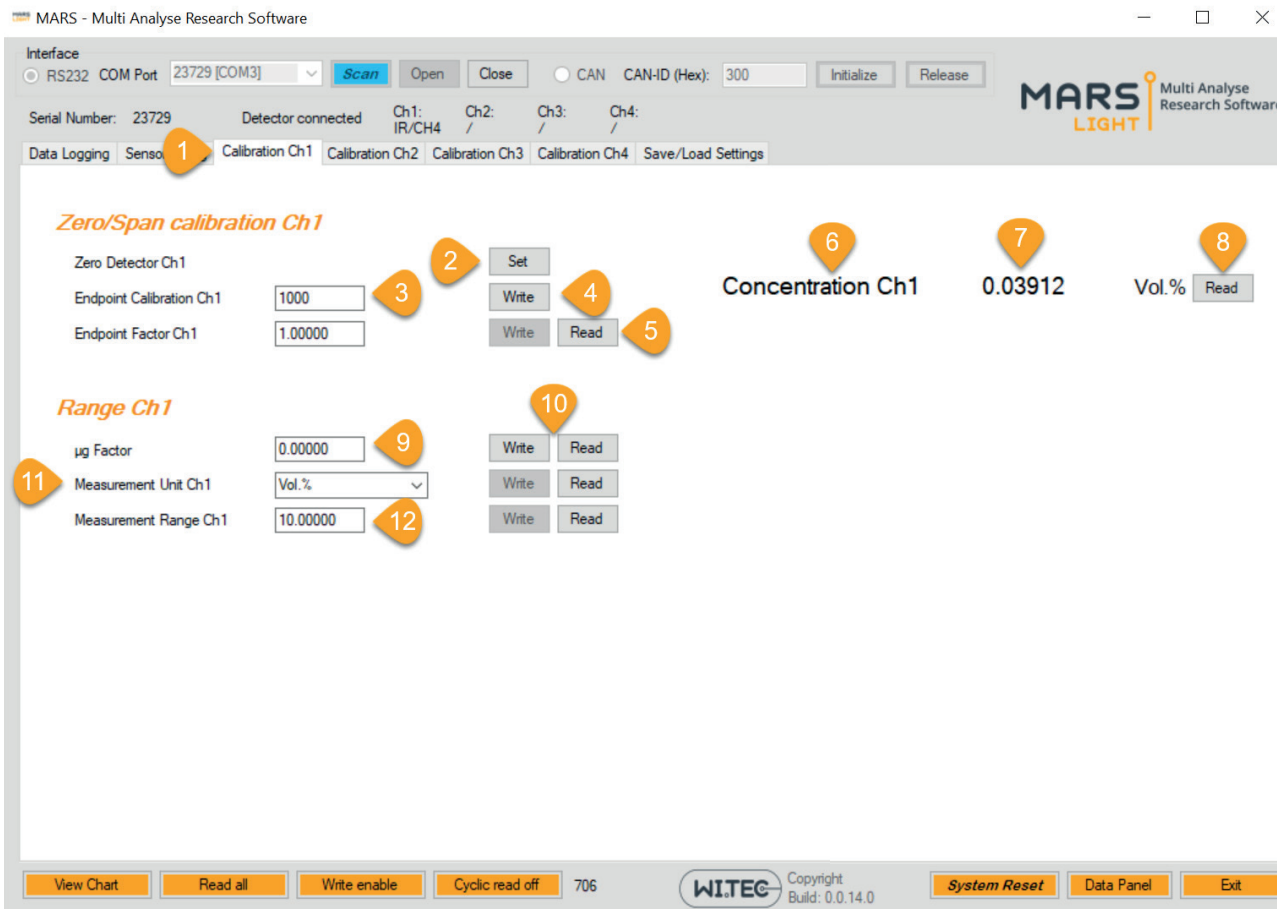 MARS - Multi Analyse Research Software
Interface
RS232 COM Port 23729 [COM3] Scan Open Close CAN CAN-ID (Hex): 300 Initialize Release
MARS LIGHT Multi Analyse
Research Software
Serial Number: 23729 Detector connected Ch1: IR/CH4 Ch2: / Ch3: / Ch4: /
Data Logging 1 Calibration Ch1 Calibration Ch2 Calibration Ch3 Calibration Ch4 Save/Load Settings
Zero/Span calibration Ch1
Zero Detector Ch1 2 Set
Endpoint Calibration Ch1 1000 3 Write 4
Endpoint Factor Ch1 1.00000 Write Read 5
6 7 8
Concentration Ch1 0.03912 Vol.% Read
Range Ch1
10
µg Factor 0.00000 9 Write Read
11 Measurement Unit Ch1 Vol.% Write Read
Measurement Range Ch1 10.00000 12 Write Read
View Chart Read all Write enable Cyclic read off 706 WI.TEC Copyright
Build: 0.0.14.0 System Reset Data Panel Exit